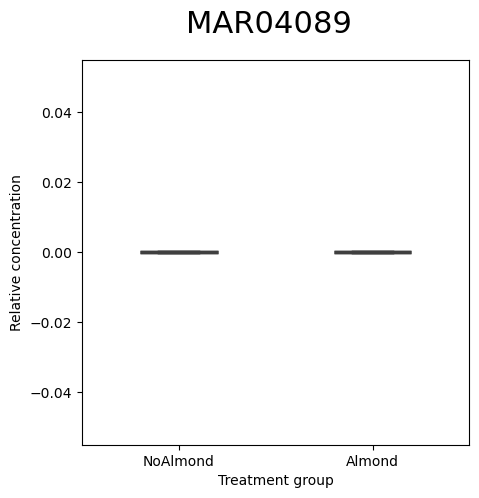 MAR04089
Relative concentration
0.04
0.02
0.00
−0.02
−0.04
NoAlmond
Almond
Treatment group